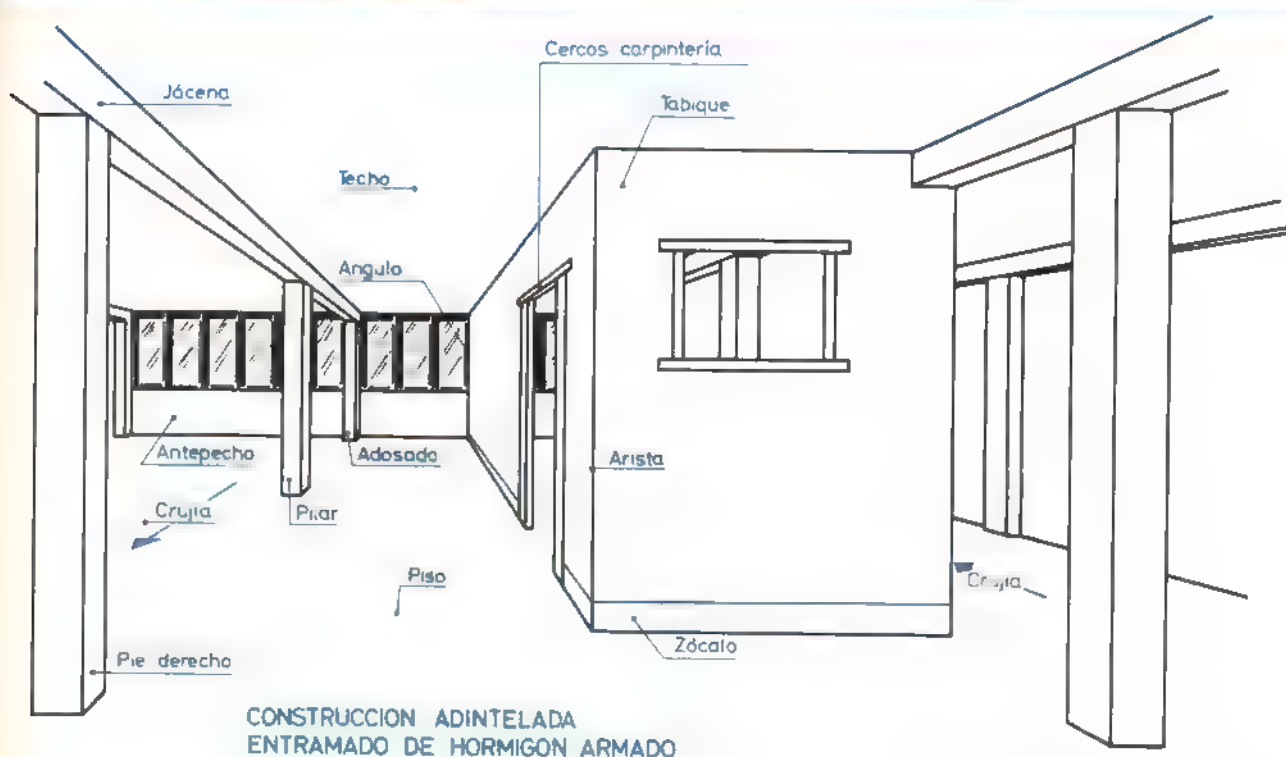 Cercos carpintería
Jácena
Tabique
Techo
Angulo
Antepecho
Adosado
Arista
Crujía
Pilar
Piso
Crujía
Zócalo
Pie derecho
CONSTRUCCION ADINTELADA
ENTRAMADO DE HORMIGON ARMADO